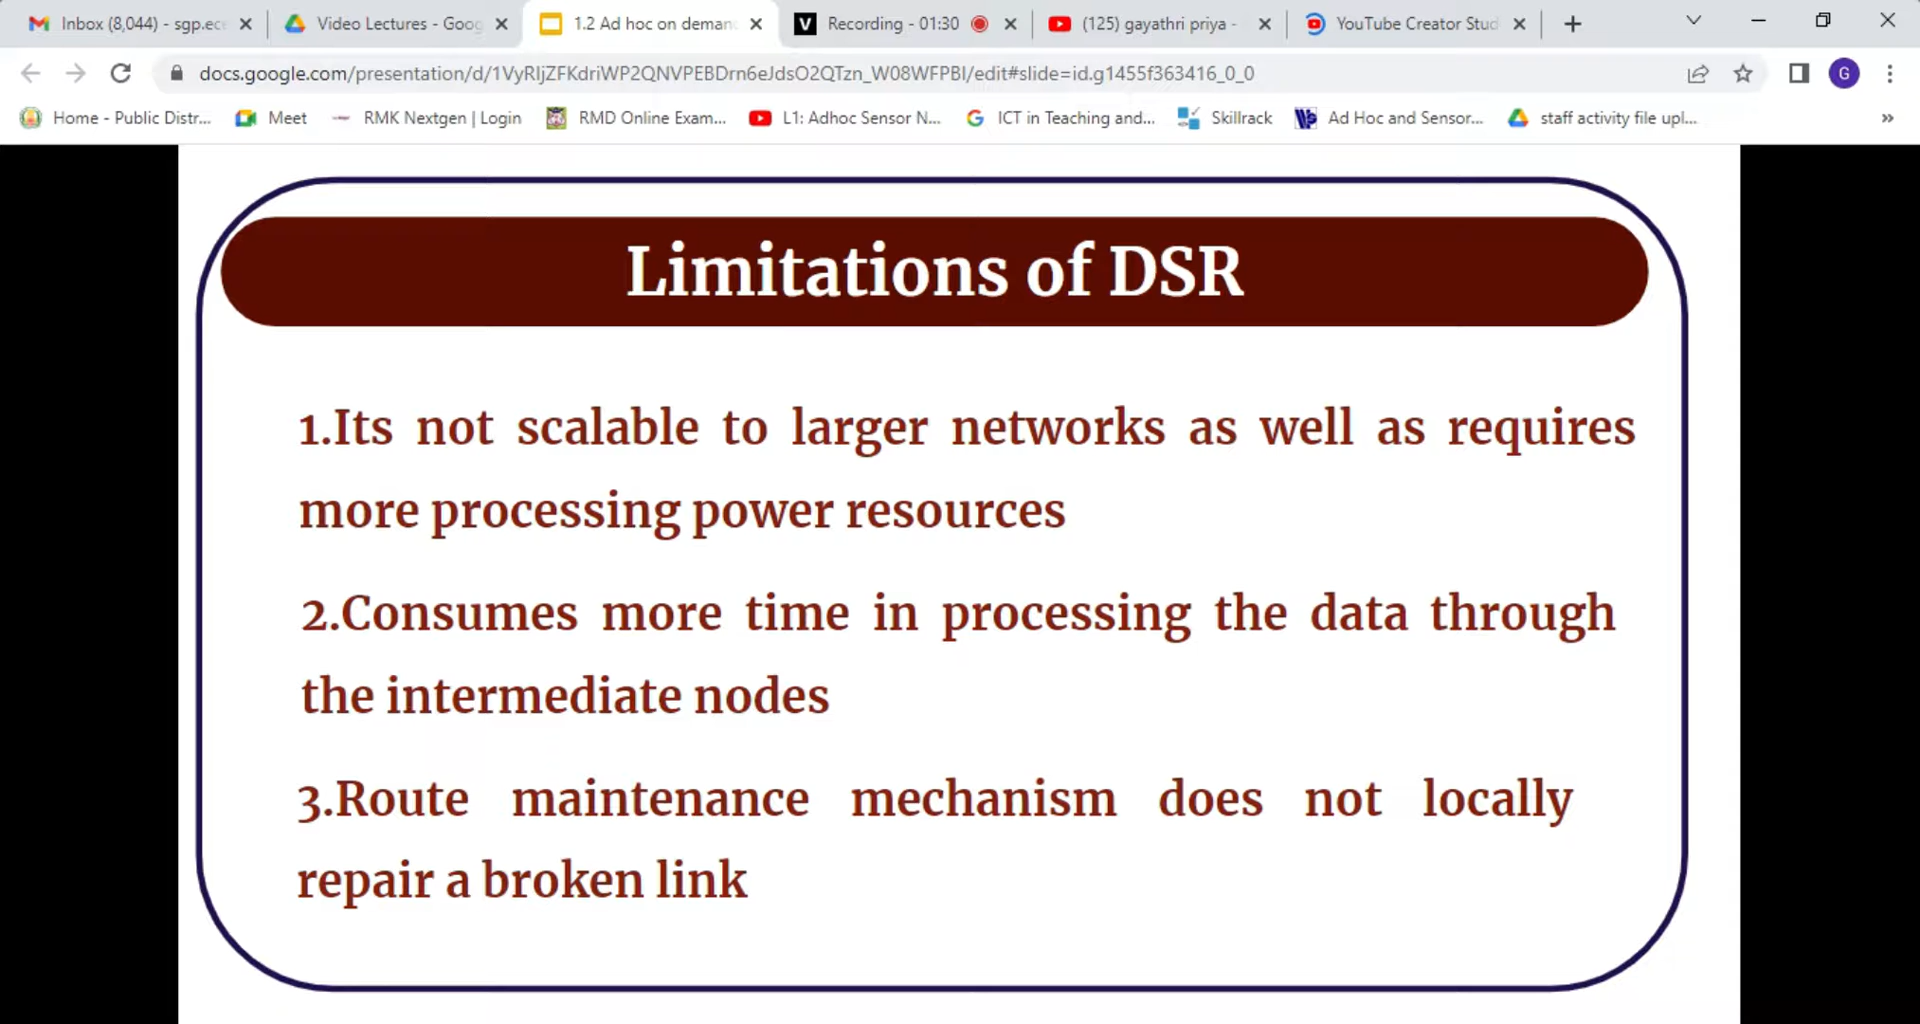 Inbox (8,044) - sgp.ece
Video Lectures - Goog
1.2 Ad hoc on deman
Recording - 01:30
(125) gayathri priya -
YouTube Creator Stud
docs.google.com/presentation/d/1VyRIjZFKdriWP2QNVPEBDrn6eJdsO2QTzn_W08WFPBI/edit#slide=id.g1455f363416_0_0
G
Home - Public Distr...
Meet
RMK Nextgen | Login
RMD Online Exam...
L1: Adhoc Sensor N...
ICT in Teaching and...
Skillrack
Ad Hoc and Sensor...
staff activity file upl...
Limitations of DSR
1.Its not scalable to larger networks as well as requires
more processing power resources
2.Consumes more time in processing the data through
the intermediate nodes
3.Route maintenance mechanism does not locally
repair a broken link